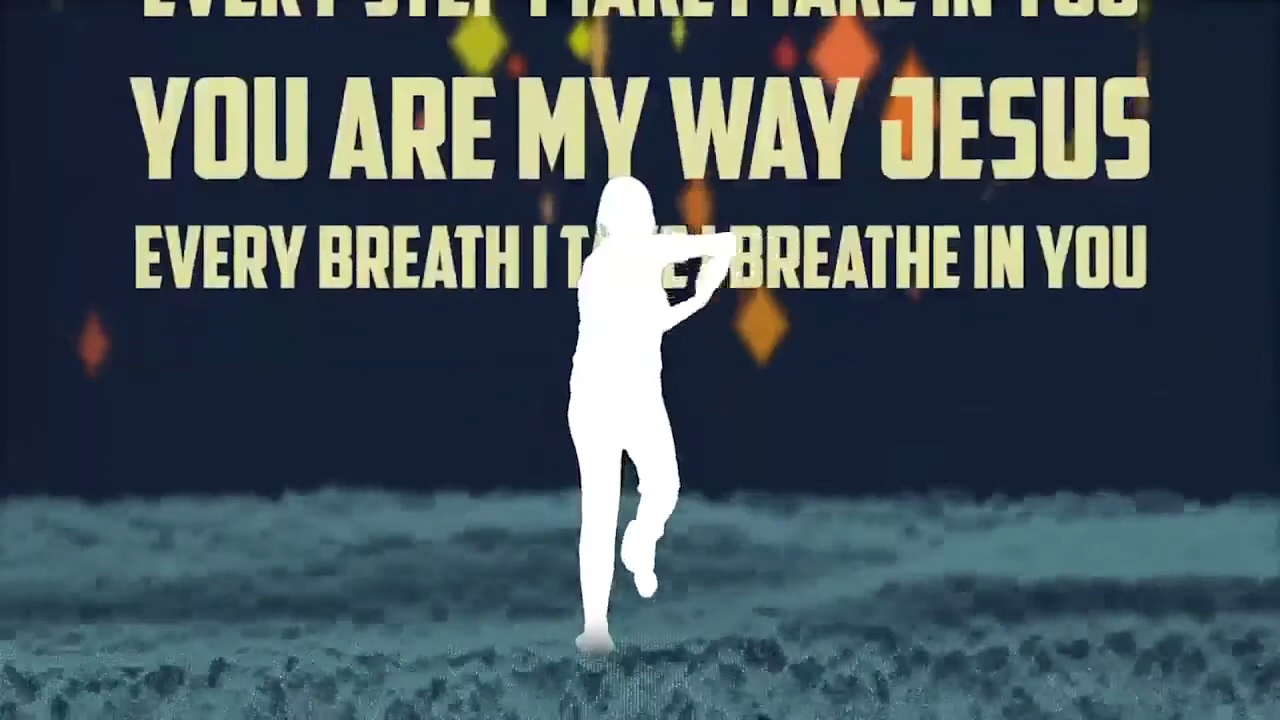 EVERY STEP I TAKE I TAKE IN YOU
YOU ARE MY WAY JESUS
EVERY BREATH I TAKE I BREATHE IN YOU